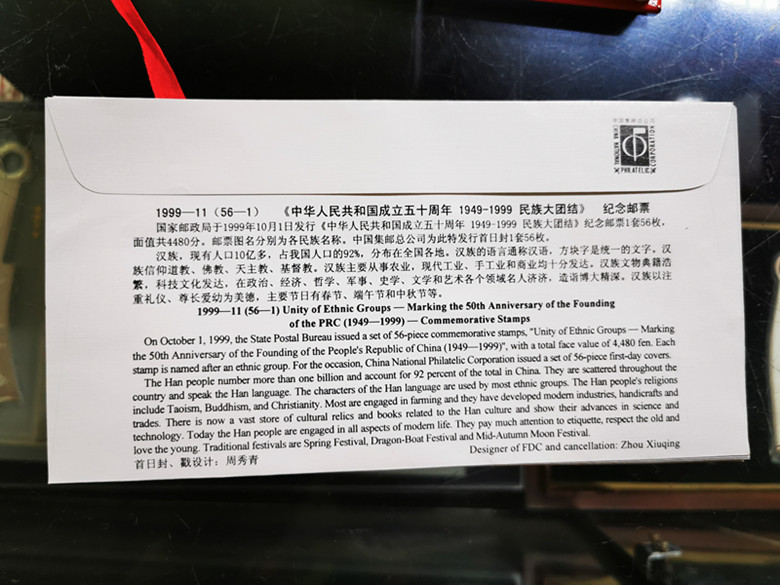 中国集邮总公司
CHINA NATIONAL
PHILATELIC
CORPORATION
1999—11（56—1）《中华人民共和国成立五十周年 1949-1999 民族大团结》 纪念邮票
国家邮政局于1999年10月1日发行《中华人民共和国成立五十周年 1949-1999 民族大团结》纪念邮票1套56枚，
面值共4480分。邮票图名分别为各民族名称。中国集邮总公司为此特发行首日封1套56枚。
汉族，现有人口10亿多，占我国人口的92%，分布在全国各地。汉族的语言通称汉语，方块字是统一的文字。汉
族信仰道教、佛教、天主教、基督教。汉族主要从事农业，现代工业、手工业和商业均十分发达。汉族文物典籍浩
繁，科技文化发达，在政治、经济、哲学、军事、史学、文学和艺术各个领域名人济济，造诣博大精深。汉族以注
重礼仪、尊长爱幼为美德，主要节日有春节、端午节和中秋节等。
1999—11 (56—1) Unity of Ethnic Groups — Marking the 50th Anniversary of the Founding
of the PRC (1949—1999) — Commemorative Stamps
On October 1, 1999, the State Postal Bureau issued a set of 56-piece commemorative stamps, "Unity of Ethnic Groups — Marking
the 50th Anniversary of the Founding of the People's Republic of China (1949—1999)", with a total face value of 4,480 fen. Each
stamp is named after an ethnic group. For the occasion, China National Philatelic Corporation issued a set of 56-piece first-day covers.
The Han people number more than one billion and account for 92 percent of the total in China. They are scattered throughout the
country and speak the Han language. The characters of the Han language are used by most ethnic groups. The Han people's religions
include Taoism, Buddhism, and Christianity. Most are engaged in farming and they have developed modern industries, handicrafts and
trades. There is now a vast store of cultural relics and books related to the Han culture and show their advances in science and
technology. Today the Han people are engaged in all aspects of modern life. They pay much attention to etiquette, respect the old and
love the young. Traditional festivals are Spring Festival, Dragon-Boat Festival and Mid-Autumn Moon Festival.
Designer of FDC and cancellation: Zhou Xiuqing
首日封、戳设计：周秀青